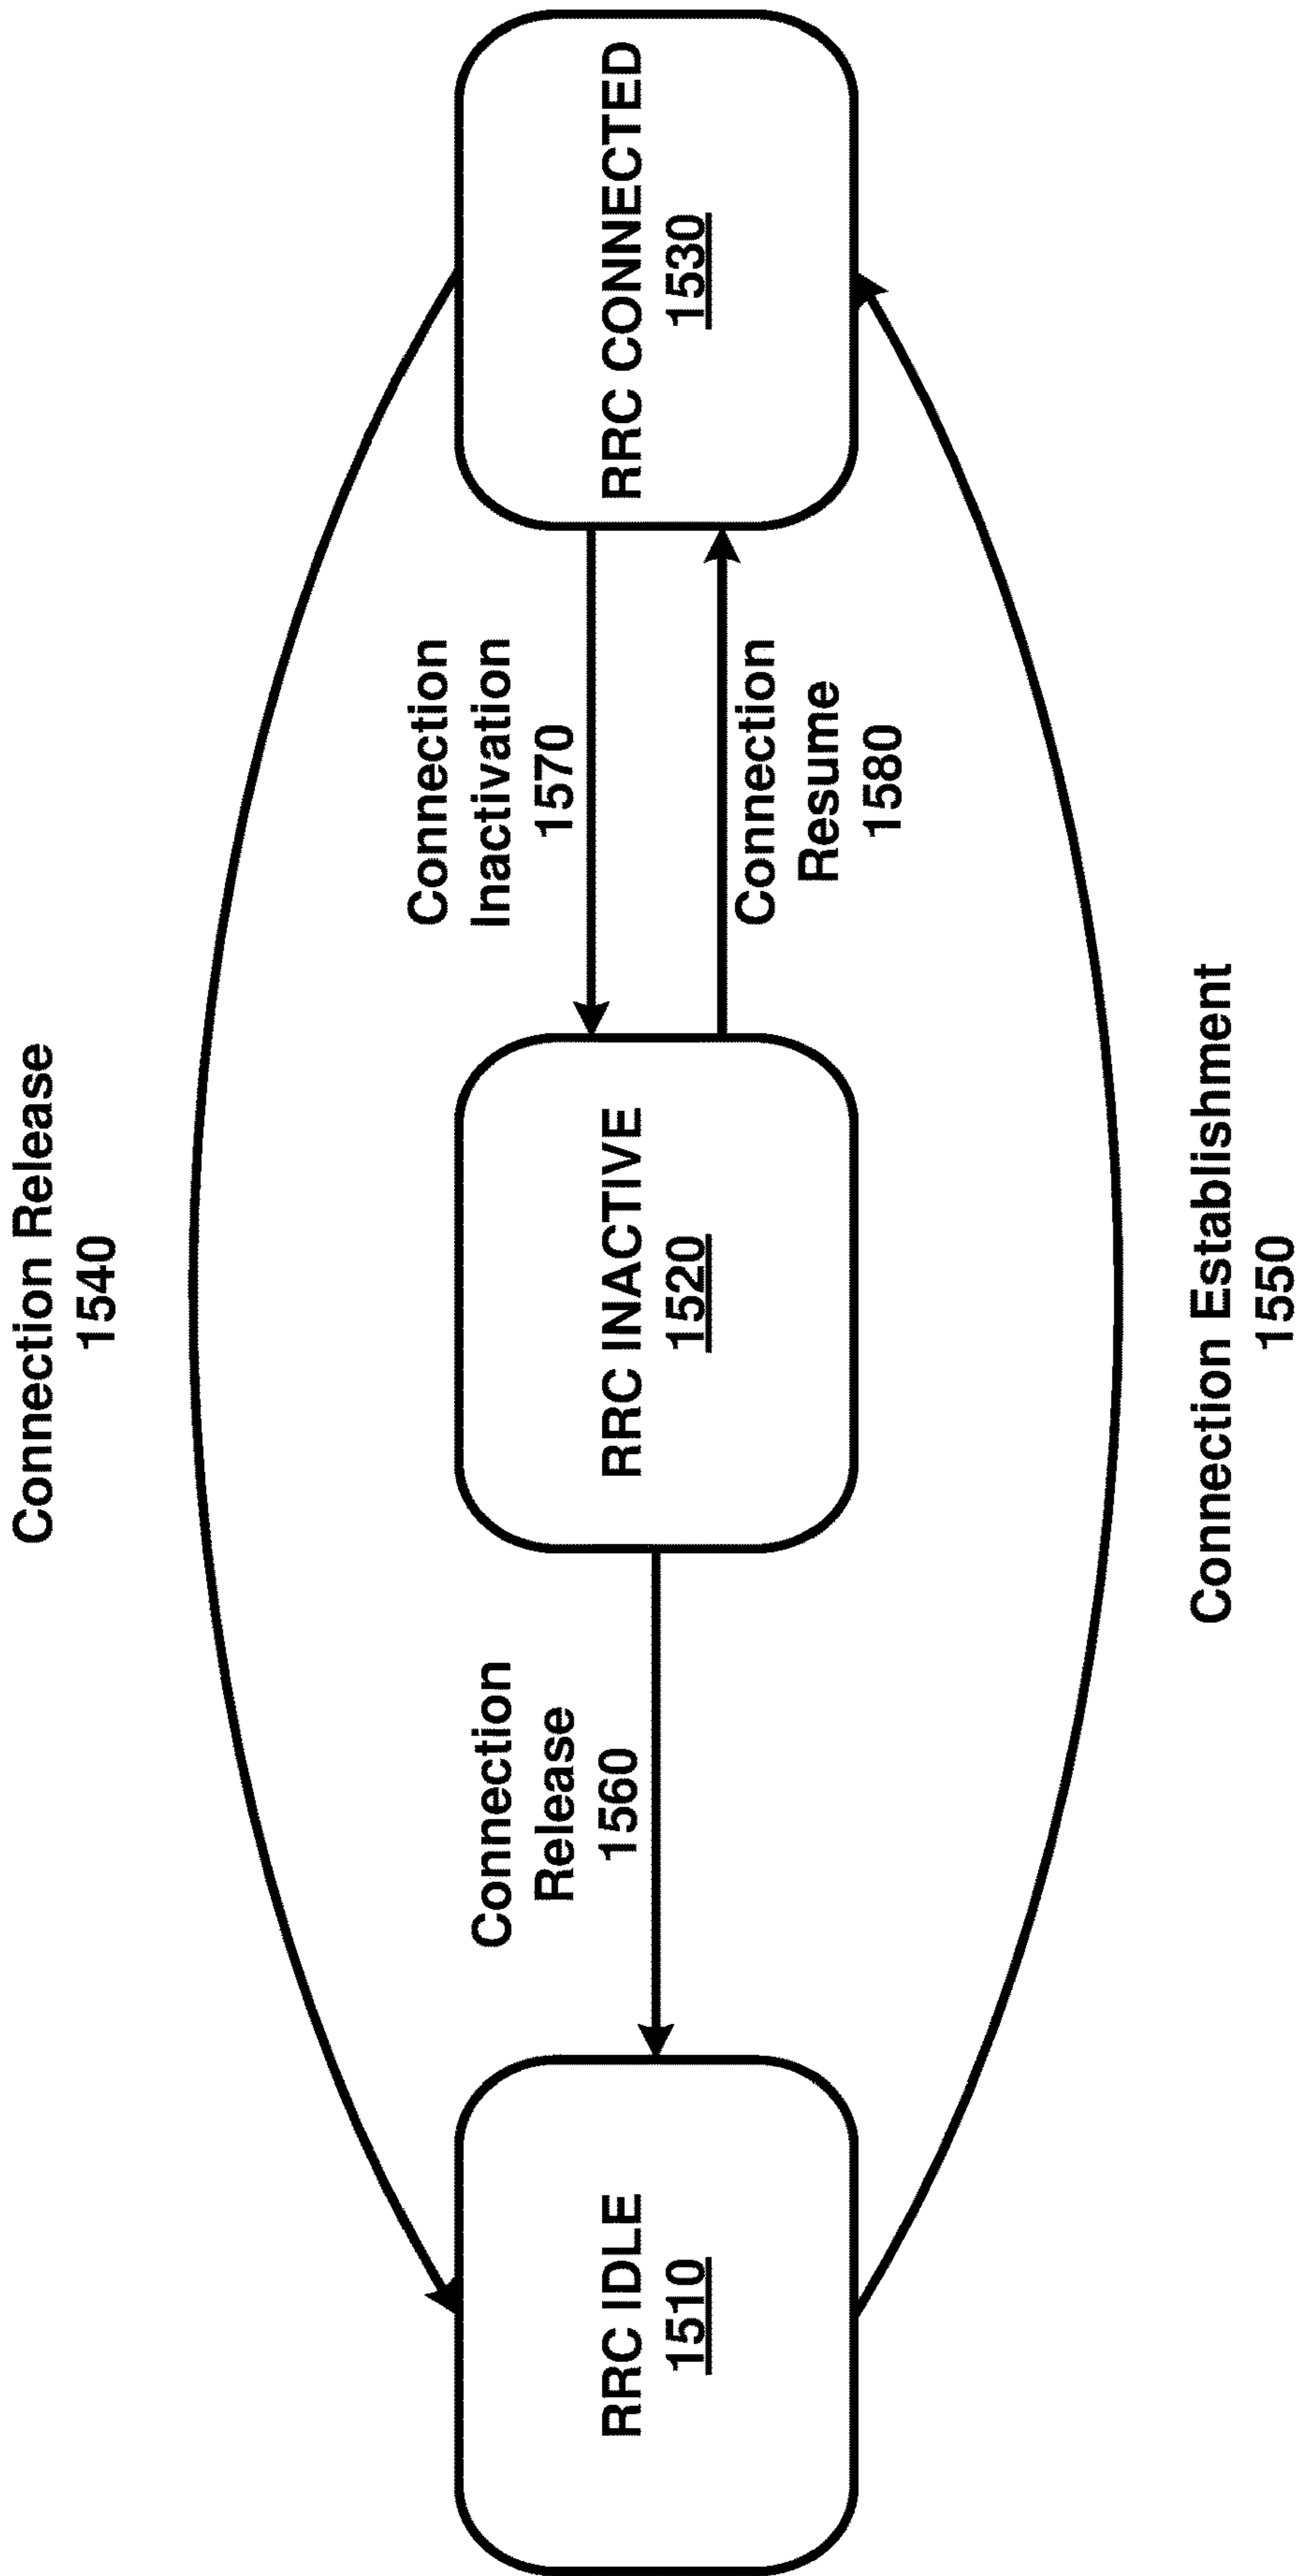 Connection Release
1540
RRC IDLE
1510
Connection
Release
1560
RRC INACTIVE
1520
Connection
Inactivation
1570
Connection
Resume
1580
RRC CONNECTED
1530
Connection Establishment
1550